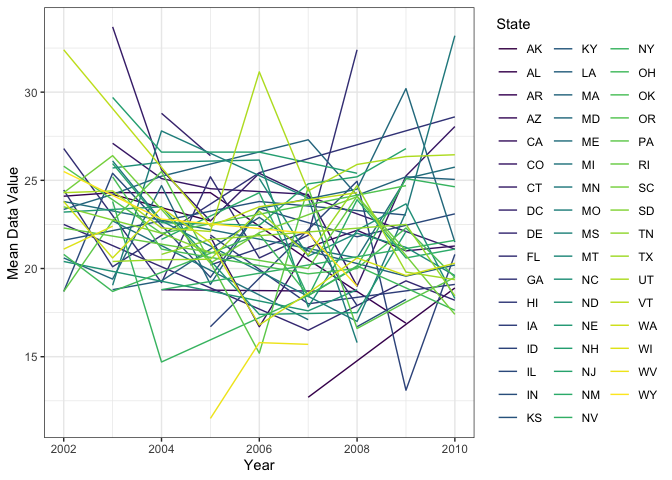 State
30
25
20
15
Mean Data Value
2002
2004
2006
2008
2010
Year
AK
AL
AR
AZ
CA
CO
CT
DC
DE
FL
GA
HI
IA
ID
IL
IN
KS
KY
LA
MA
MD
ME
MI
MN
MO
MS
MT
NC
ND
NE
NH
NJ
NM
NV
NY
OH
OK
OR
PA
RI
SC
SD
TN
TX
UT
VT
WA
WI
WV
WY